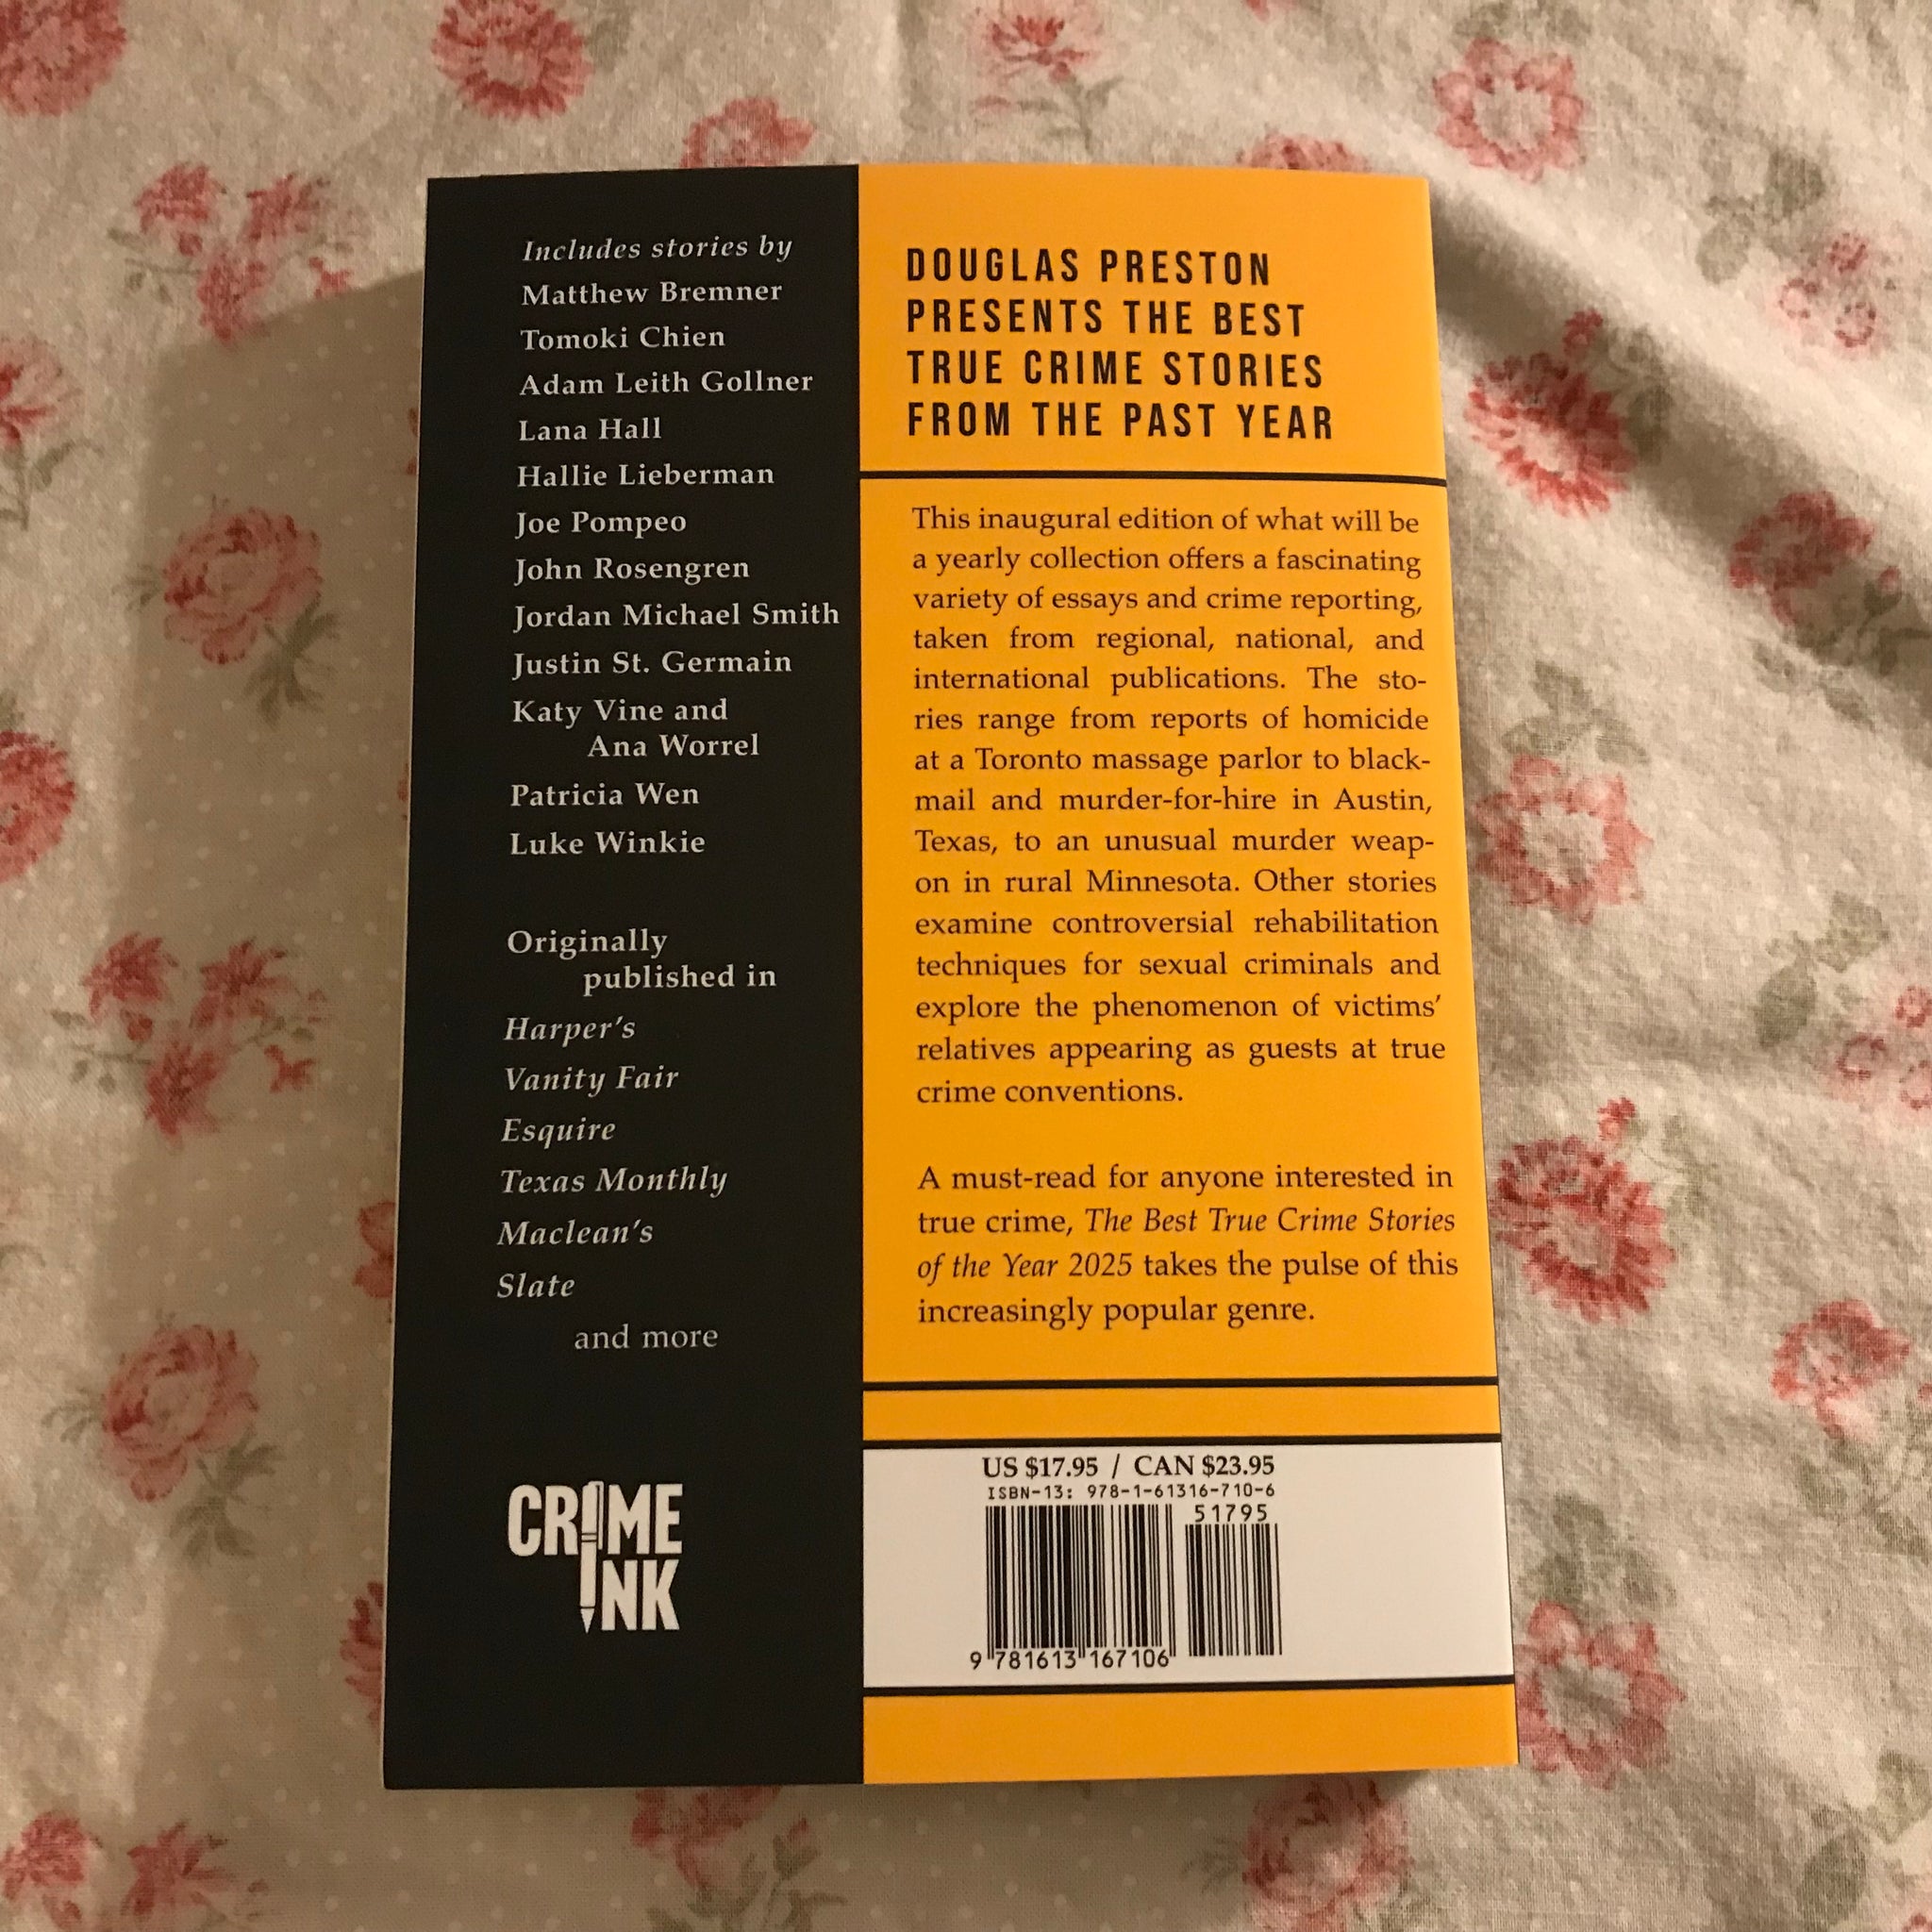 Includes stories by
Matthew Bremner
Tomoki Chien
Adam Leith Gollner
Lana Hall
Hallie Lieberman
Joe Pompeo
John Rosengren
Jordan Michael Smith
Justin St. Germain
Katy Vine and
Ana Worrel
Patricia Wen
Luke Winkie
Originally
published in
Harper's
Vanity Fair
Esquire
Texas Monthly
Maclean's
Slate
and more
CRIME
INK
DOUGLAS PRESTON
PRESENTS THE BEST
TRUE CRIME STORIES
FROM THE PAST YEAR
This inaugural edition of what will be
a yearly collection offers a fascinating
variety of essays and crime reporting,
taken from regional, national, and
international publications. The sto-
ries range from reports of homicide
at a Toronto massage parlor to black-
mail and murder-for-hire in Austin,
Texas, to an unusual murder weap-
on in rural Minnesota. Other stories
examine controversial rehabilitation
techniques for sexual criminals and
explore the phenomenon of victims'
relatives appearing as guests at true
crime conventions.
A must-read for anyone interested in
true crime, The Best True Crime Stories
of the Year 2025 takes the pulse of this
increasingly popular genre.
US $17.95 / CAN $23.95
ISBN-13: 978-1-61316-710-6
51795
9 781613 167106